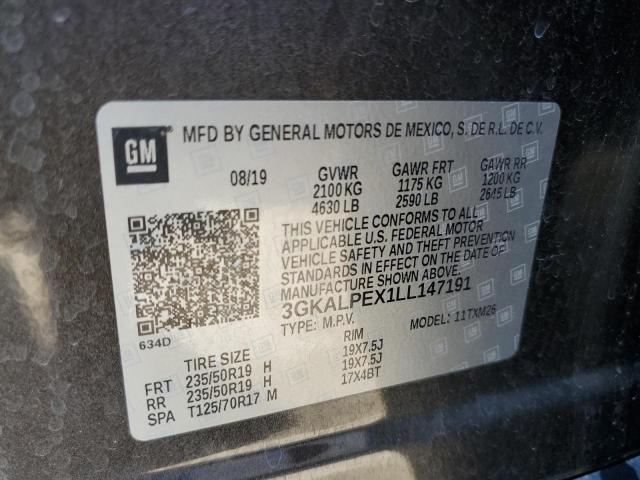 GM
MFD BY GENERAL MOTORS DE MEXICO, S. DE R.L. DE C.V.
08/19 GVWR GAWR FRT GAWR RR
2100 KG 1175 KG 1200 KG
4630 LB 2590 LB 2645 LB
THIS VEHICLE CONFORMS TO ALL
APPLICABLE U.S. FEDERAL MOTOR
VEHICLE SAFETY AND THEFT PREVENTION
STANDARDS IN EFFECT ON THE DATE OF
MANUFACTURE SHOWN ABOVE.
3GKALPEX1LL147191
TYPE: M.P.V. MODEL: 11TXM26
634D
TIRE SIZE RIM
FRT 235/50R19 H 19X7.5J
RR 235/50R19 H 19X7.5J
SPA T125/70R17 M 17X4BT